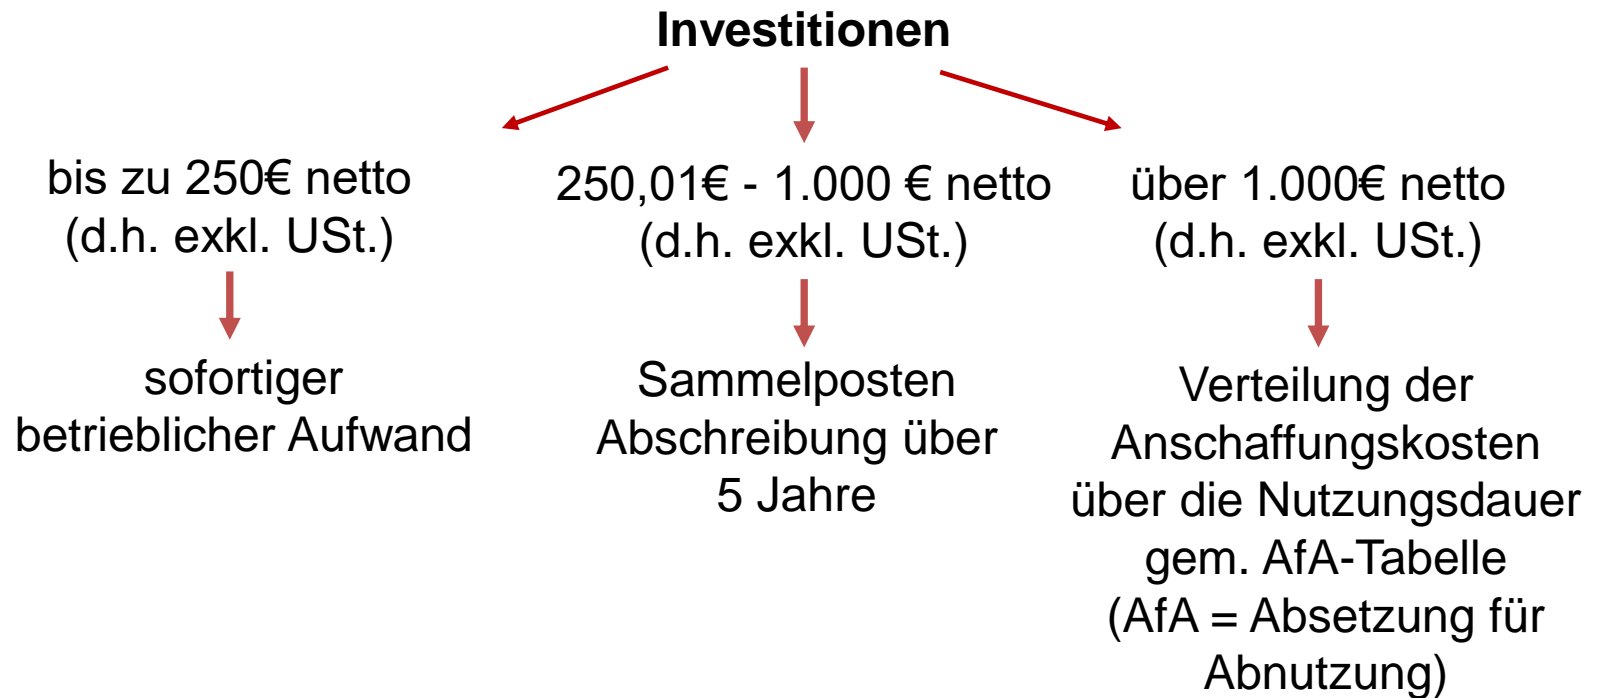 Investitionen
bis zu 250€ netto
(d.h. exkl. USt.)
sofortiger
betrieblicher Aufwand
250,01€ - 1.000 € netto
(d.h. exkl. USt.)
Sammelposten
Abschreibung über
5 Jahre
über 1.000€ netto
(d.h. exkl. USt.)
Verteilung der
Anschaffungskosten
über die Nutzungsdauer
gem. AfA-Tabelle
(AfA = Absetzung für
Abnutzung)